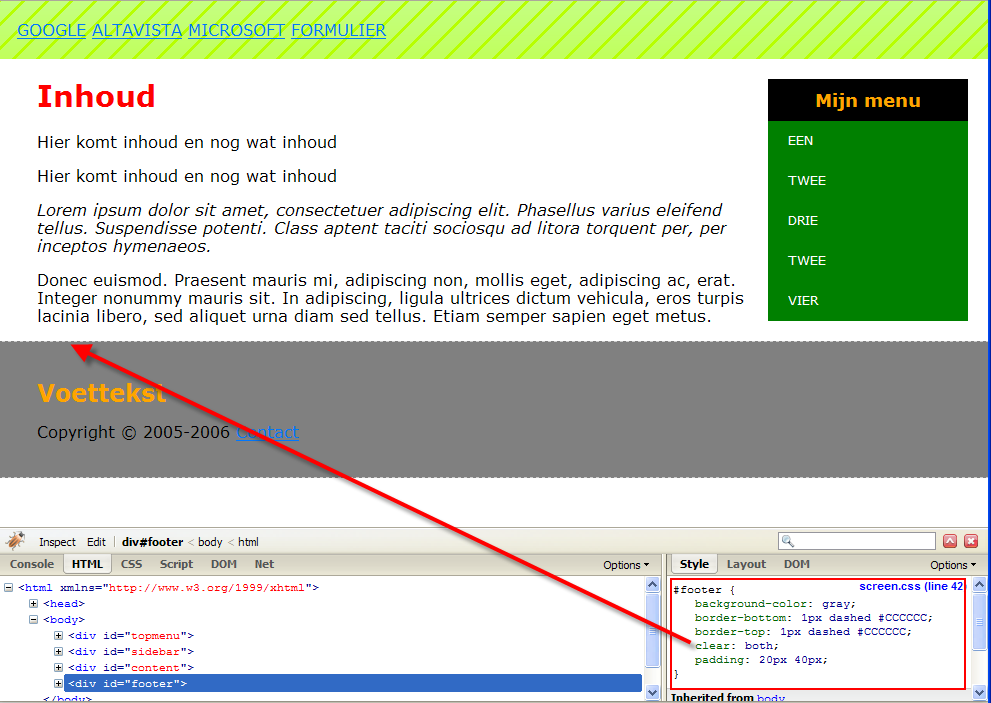 GOOGLE ALTAVISTA MICROSOFT FORMULIER
Inhoud
Hier komt inhoud en nog wat inhoud
Hier komt inhoud en nog wat inhoud
Lorem ipsum dolor sit amet, consectetuer adipiscing elit. Phasellus varius eleifend
tellus. Suspendisse potenti. Class aptent taciti sociosqu ad litora torquent per, per
inceptos hymenaeos.
Donec euismod. Praesent mauris mi, adipiscing non, mollis eget, adipiscing ac, erat.
Integer nonummy mauris sit. In adipiscing, ligula ultrices dictum vehicula, eros turpis
lacinia libero, sed aliquet urna diam sed tellus. Etiam semper sapien eget metus.
Mijn menu
EEN
TWEE
DRIE
TWEE
VIER
Voettekst
Copyright © 2005-2006 Contact
Inspect Edit | div#footer < body < html
Console HTML CSS Script DOM Net Options
<html xmlns="http://www.w3.org/1999/xhtml">
<head>
<body>
<div id="topmenu">
<div id="sidebar">
<div id="content">
<div id="footer">
</body>
Style Layout DOM Options
screen.css (line 42)
#footer {
background-color: gray;
border-bottom: 1px dashed #CCCCCC;
border-top: 1px dashed #CCCCCC;
clear: both;
padding: 20px 40px;
}
Inherited from body